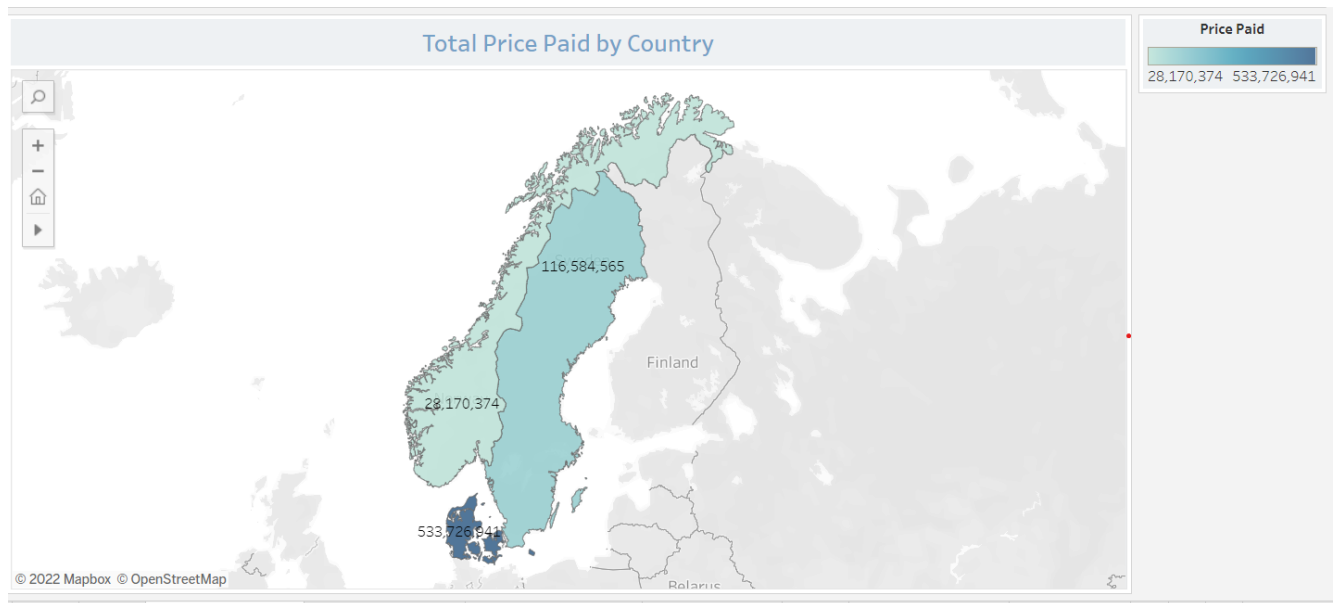 Total Price Paid by Country
Price Paid
28,170,374 533,726,941
116,584,565
Finland
28,170,374
533,726,941
Belarus
© 2022 Mapbox © OpenStreetMap